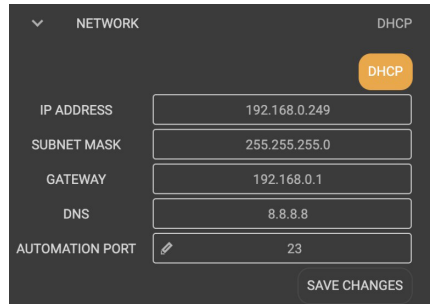 NETWORK DHCP
DHCP
IP ADDRESS 192.168.0.249
SUBNET MASK 255.255.255.0
GATEWAY 192.168.0.1
DNS 8.8.8.8
AUTOMATION PORT 23
SAVE CHANGES